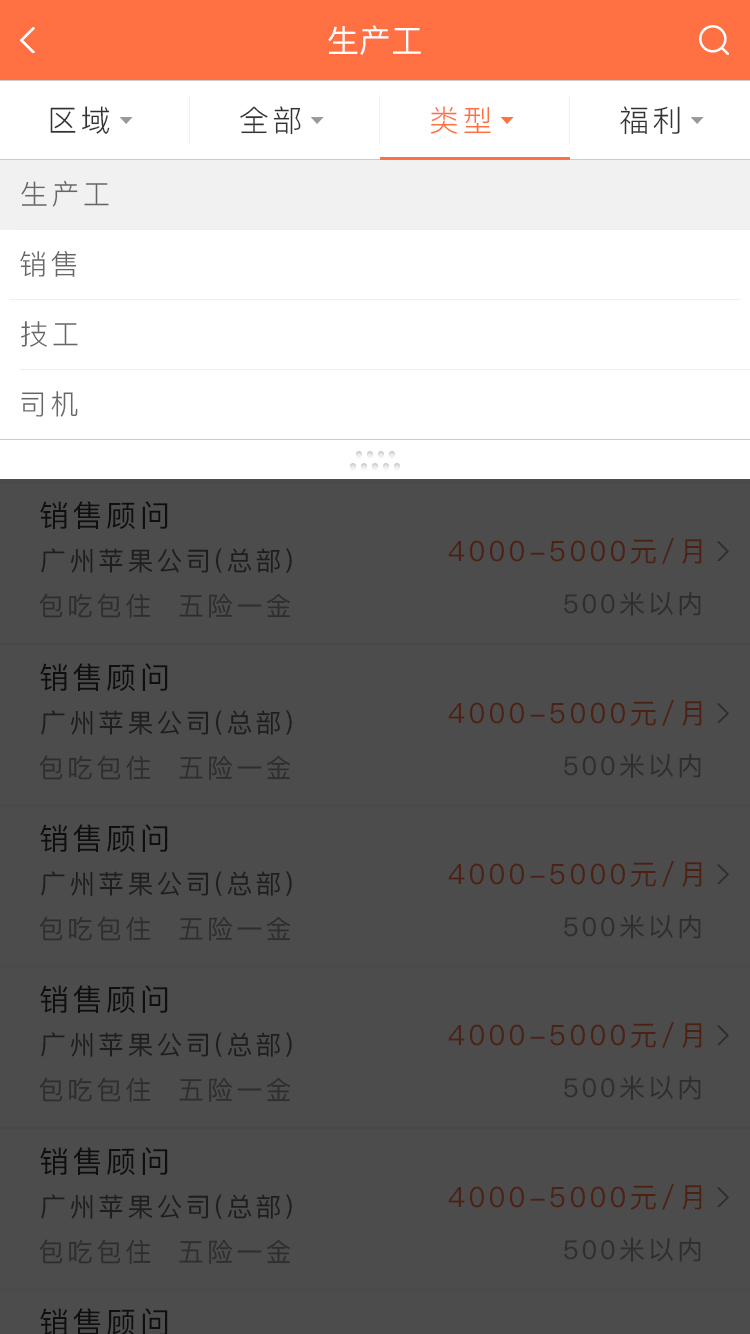 生产工
区域 全部 类型 福利
生产工
销售
技工
司机
销售顾问
广州苹果公司(总部)
4000-5000元/月
包吃包住 五险一金
500米以内
销售顾问
广州苹果公司(总部)
4000-5000元/月
包吃包住 五险一金
500米以内
销售顾问
广州苹果公司(总部)
4000-5000元/月
包吃包住 五险一金
500米以内
销售顾问
广州苹果公司(总部)
4000-5000元/月
包吃包住 五险一金
500米以内
销售顾问
广州苹果公司(总部)
4000-5000元/月
包吃包住 五险一金
500米以内
销售顾问